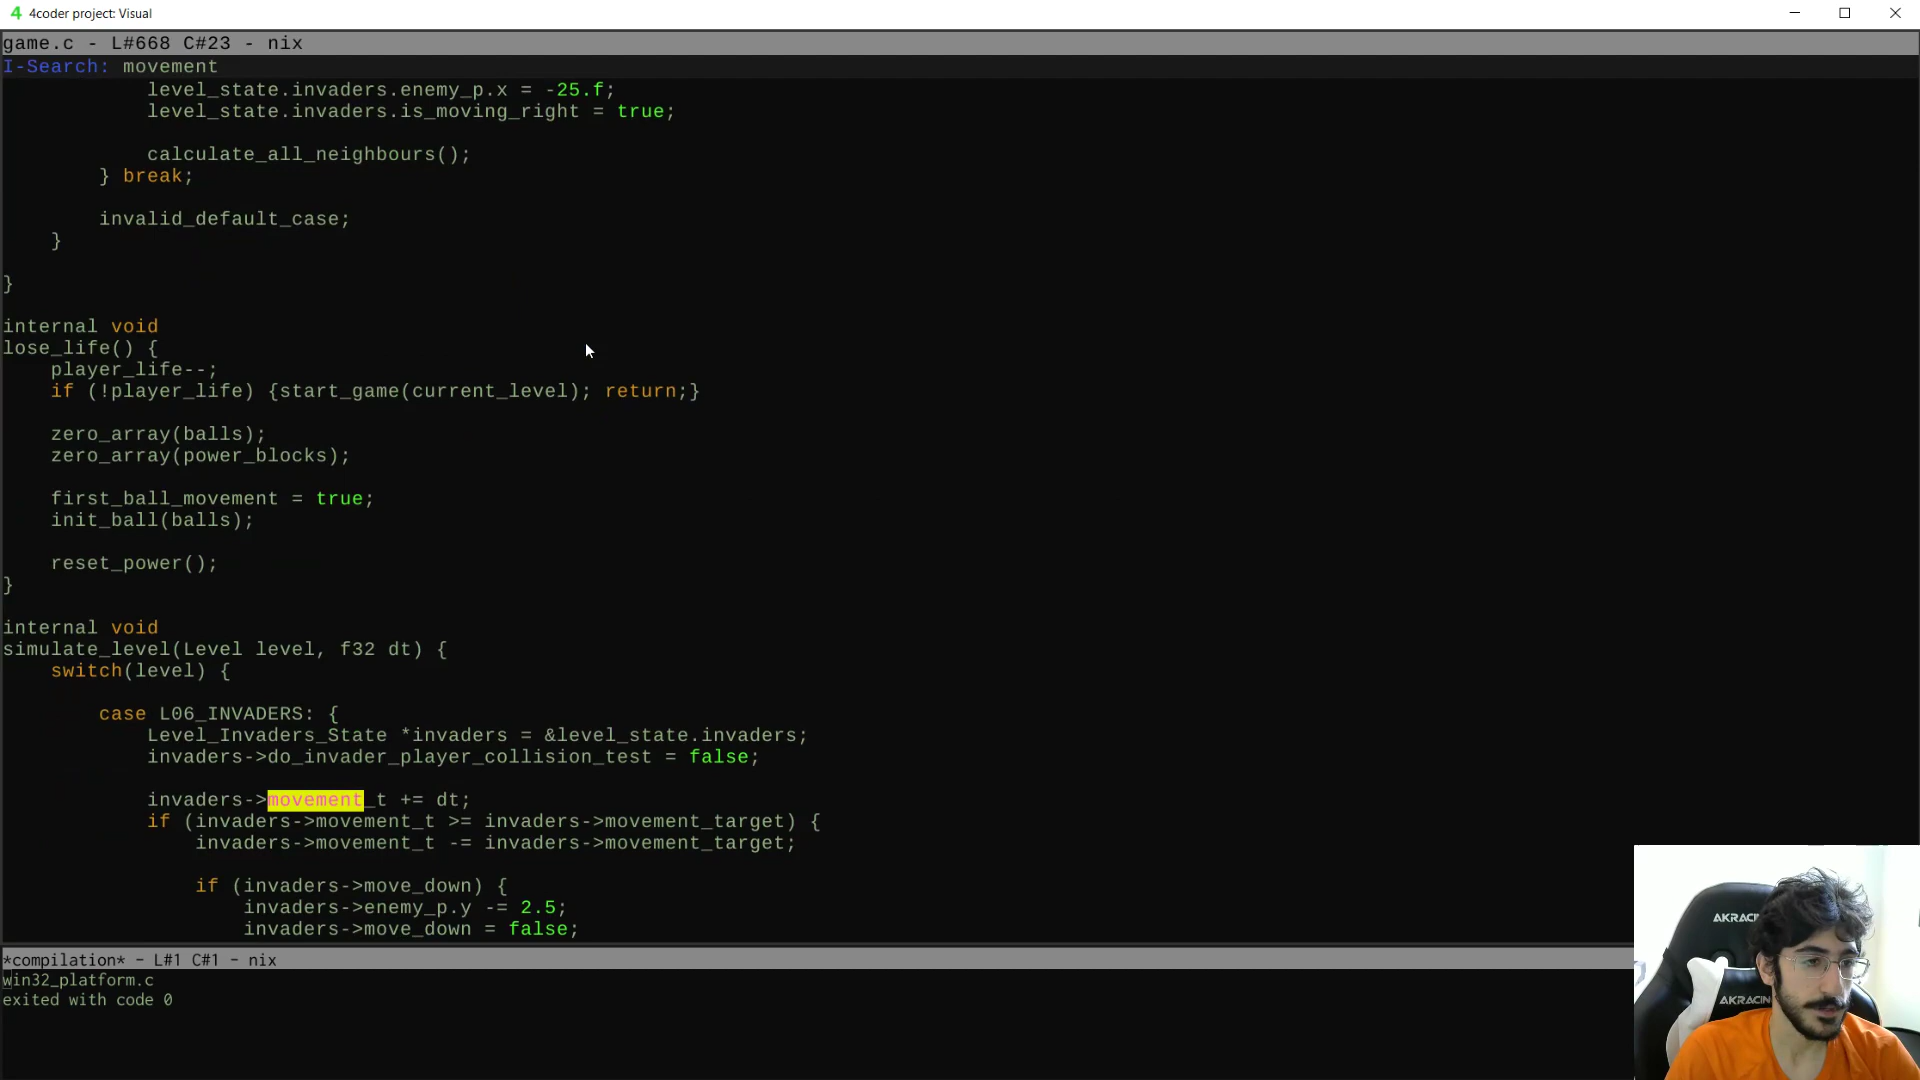 4 4coder project: Visual
game.c - L#668 C#23 - nix
I-Search: movement
level_state.invaders.enemy_p.x = -25.f;
level_state.invaders.is_moving_right = true;
calculate_all_neighbours();
} break;
invalid_default_case;
}
}
internal void
lose_life() {
player_life--;
if (!player_life) {start_game(current_level); return;}
zero_array(balls);
zero_array(power_blocks);
first_ball_movement = true;
init_ball(balls);
reset_power();
}
internal void
simulate_level(Level level, f32 dt) {
switch(level) {
case L06_INVADERS: {
Level_Invaders_State *invaders = &level_state.invaders;
invaders->do_invader_player_collision_test = false;
invaders->movement_t += dt;
if (invaders->movement_t >= invaders->movement_target) {
invaders->movement_t -= invaders->movement_target;
if (invaders->move_down) {
invaders->enemy_p.y -= 2.5;
invaders->move_down = false;
*compilation* - L#1 C#1 - nix
win32_platform.c
exited with code 0
AKRACING